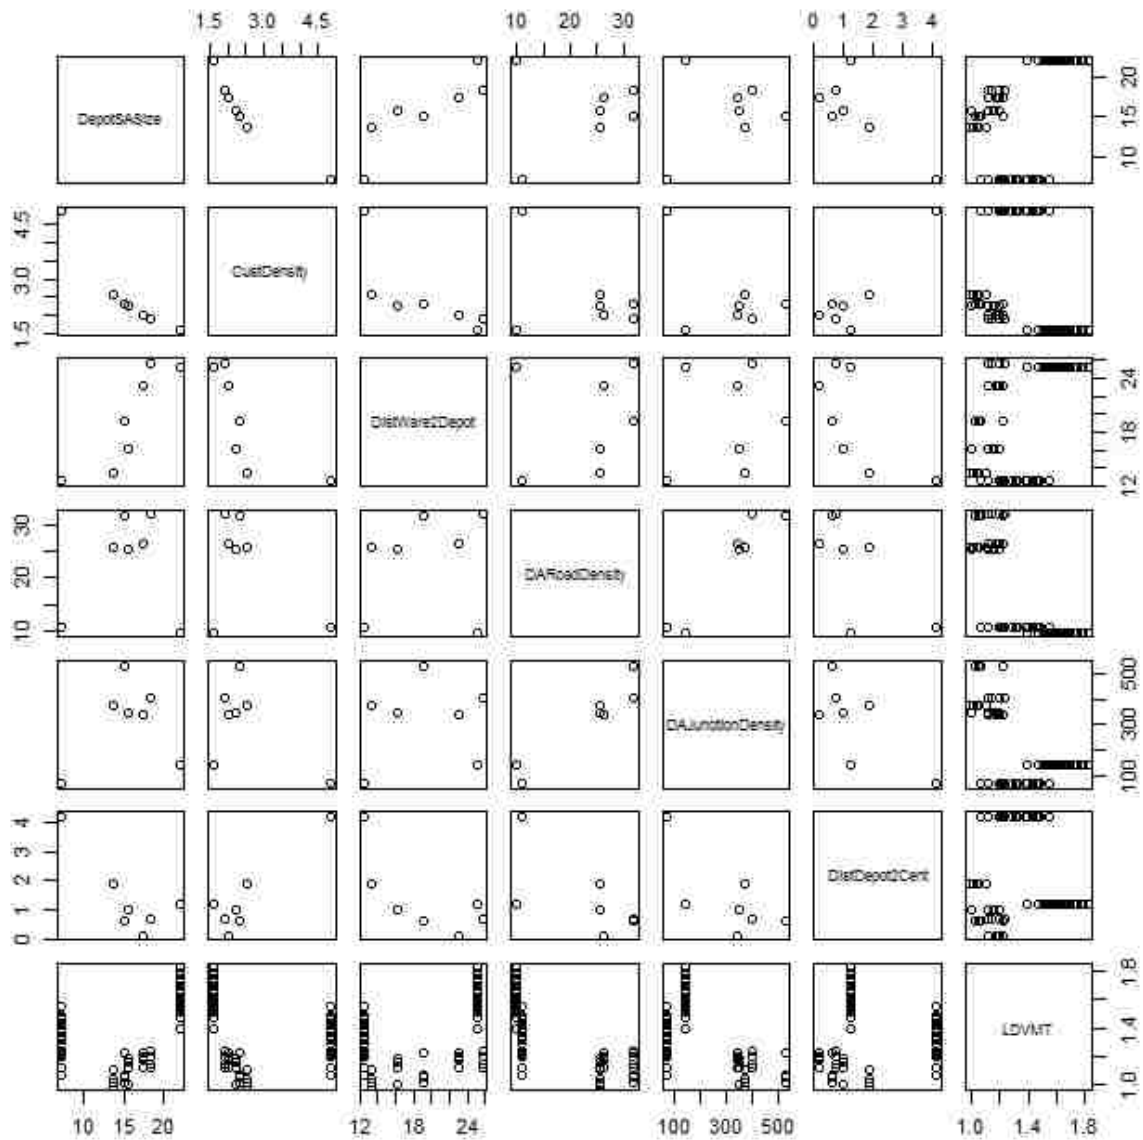 1.5 3.0 4.5 10 30 0 1 2 3 4
DepotSASize
10 15 20
1.5 3.0 4.5
CustDensity
DistWare2Depot
12 18 24
10 20 30
DARoadDensity
DAJunctionDensity
100 300 500
0 1 2 3 4
DistDepot2Cent
LDVMT
1.0 1.4 1.8
10 15 20 12 18 24 100 300 500 1.0 1.4 1.8